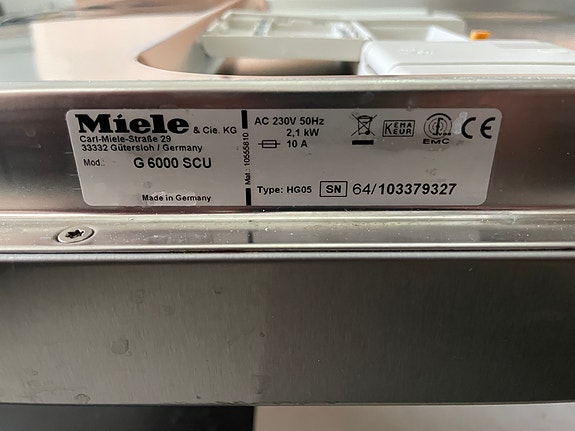 Miele & Cie. KG
Carl-Miele-Straße 29
33332 Gütersloh / Germany
Mod.: G 6000 SCU
Made in Germany
Mat.: 10555810
AC 230V 50Hz
2,1 kW
10 A
KEMA
KEUR
EMC
CE
Type: HG05 SN 64/103379327